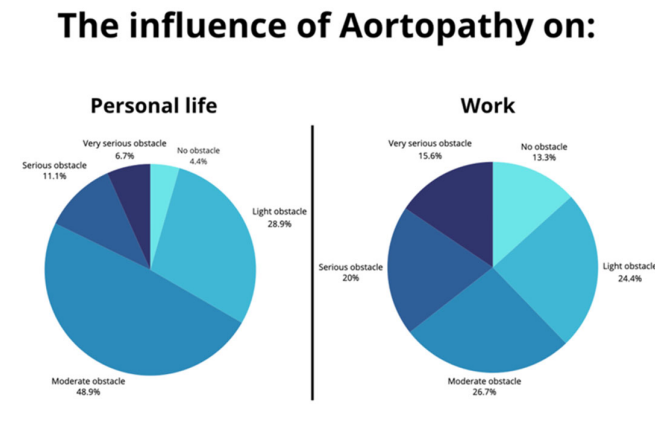 The influence of Aortopathy on:
Personal life
Very serious obstacle
6.7%
No obstacle
4.4%
Serious obstacle
11.1%
Light obstacle
28.9%
Moderate obstacle
48.9%
Work
Very serious obstacle
15.6%
No obstacle
13.3%
Serious obstacle
20%
Light obstacle
24.4%
Moderate obstacle
26.7%